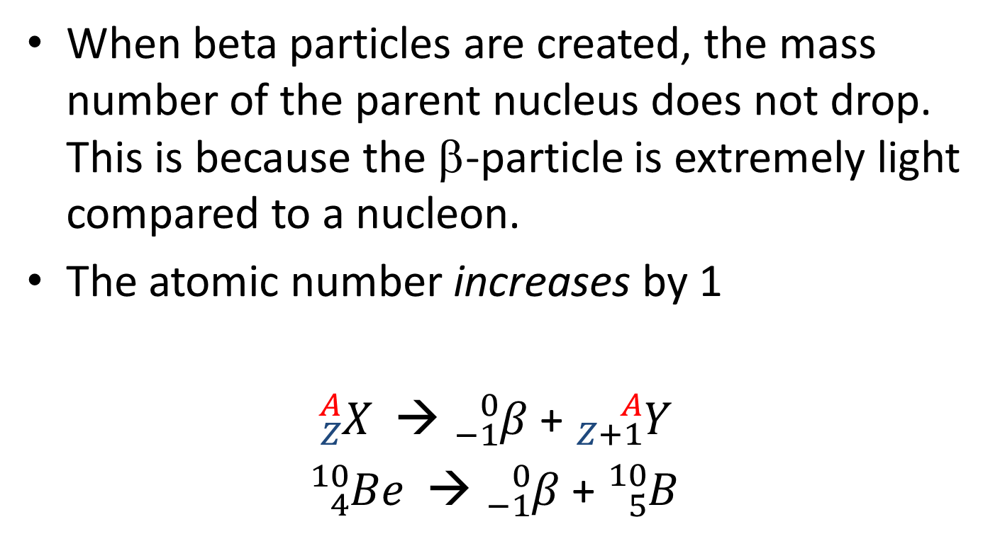 • When beta particles are created, the mass
number of the parent nucleus does not drop.
This is because the β-particle is extremely light
compared to a nucleon.
• The atomic number increases by 1
$^{A}_{Z}X$ → $^{0}_{-1}\beta$ + $^{A}_{Z+1}Y$
$^{10}_{4}Be$ → $^{0}_{-1}\beta$ + $^{10}_{5}B$